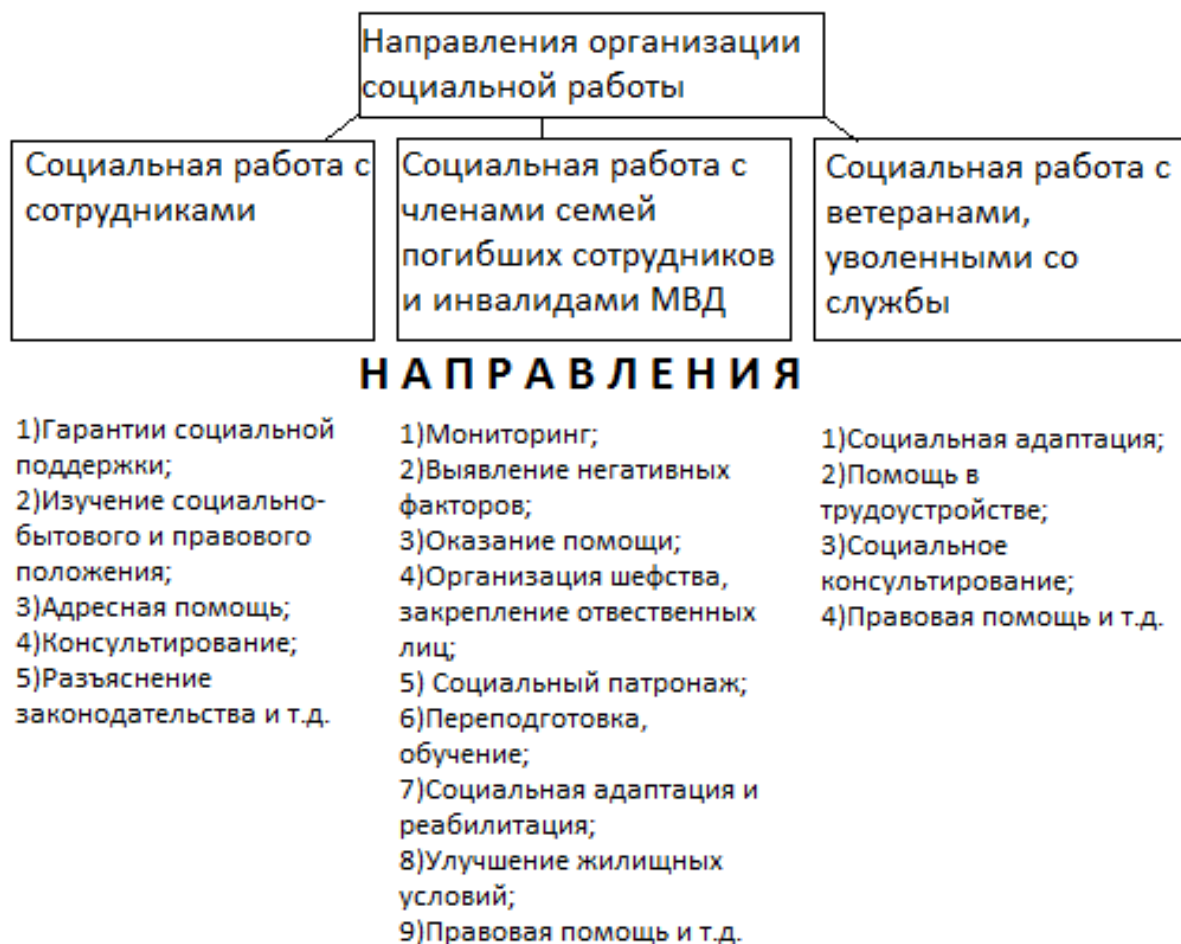 Направления организации
социальной работы
Социальная работа с
сотрудниками
Социальная работа с
членами семей
погибших сотрудников
и инвалидами МВД
Социальная работа с
ветеранами,
уволенными со
службы
Н А П Р А В Л Е Н И Я
1)Гарантии социальной
поддержки;
2)Изучение социально-
бытового и правового
положения;
3)Адресная помощь;
4)Консультирование;
5)Разъяснение
законодательства и т.д.
1)Мониторинг;
2)Выявление негативных
факторов;
3)Оказание помощи;
4)Организация шефства,
закрепление отвественных
лиц;
5) Социальный патронаж;
6)Переподготовка,
обучение;
7)Социальная адаптация и
реабилитация;
8)Улучшение жилищных
условий;
9)Правовая помощь и т.д.
1)Социальная адаптация;
2)Помощь в
трудоустройстве;
3)Социальное
консультирование;
4)Правовая помощь и т.д.